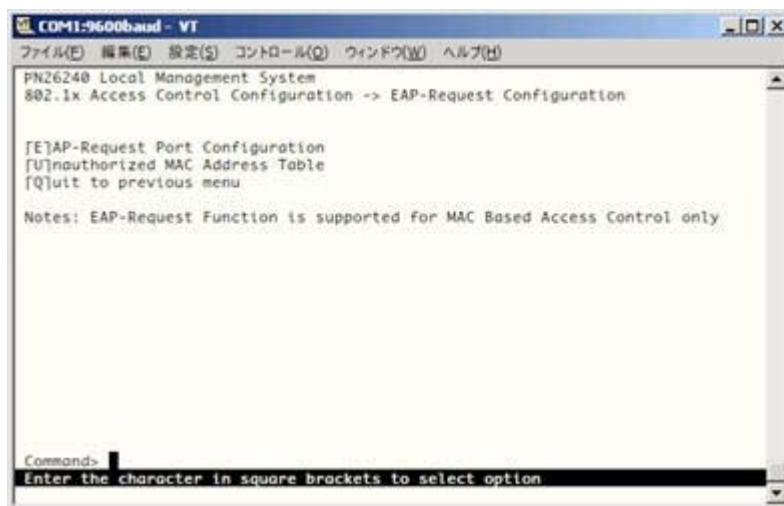 COM1:9600baud - VT
ファイル(F) 編集(E) 設定(S) コントロール(O) ウィンドウ(W) ヘルプ(H)
PN26240 Local Management System
802.1x Access Control Configuration -> EAP-Request Configuration
[E]AP-Request Port Configuration
[U]nauthorized MAC Address Table
[Q]uit to previous menu
Notes: EAP-Request Function is supported for MAC Based Access Control only
Command>
Enter the character in square brackets to select option